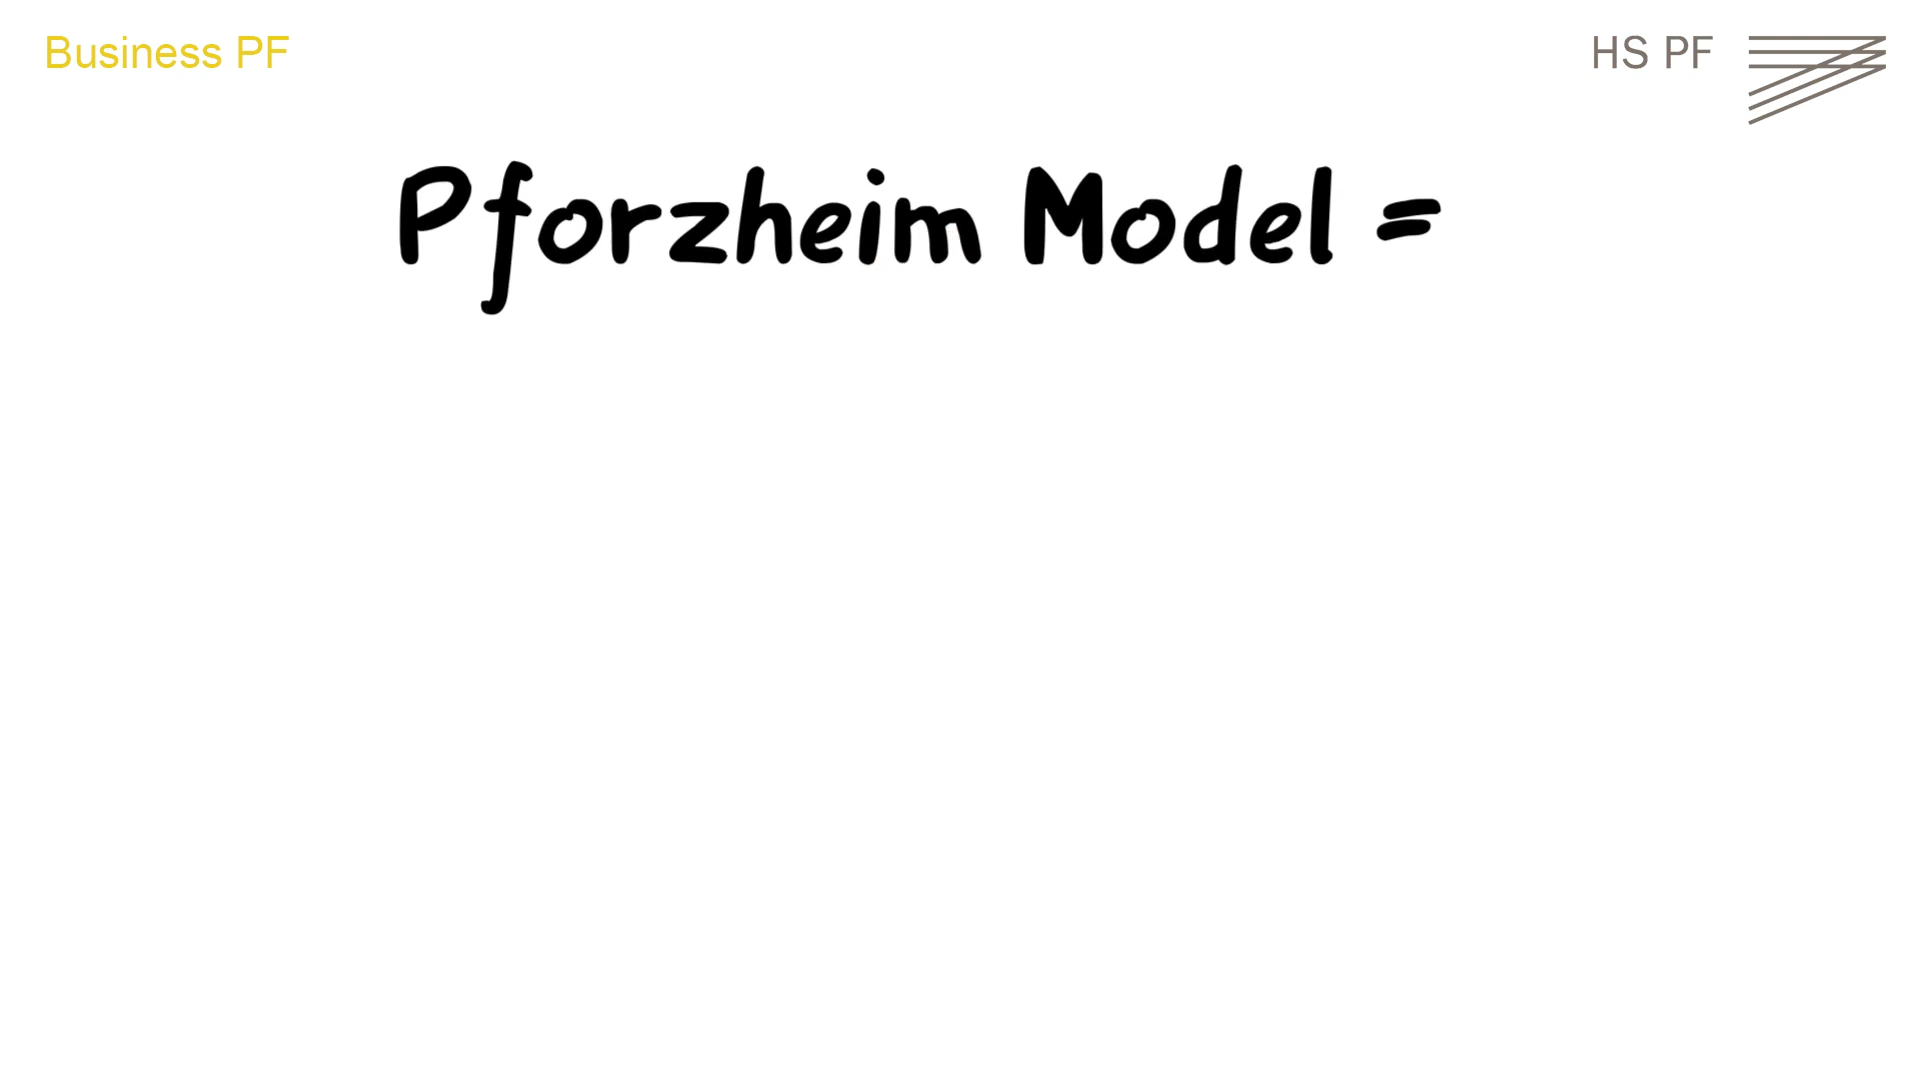 Business PF
HS PF
Pforzheim Model =